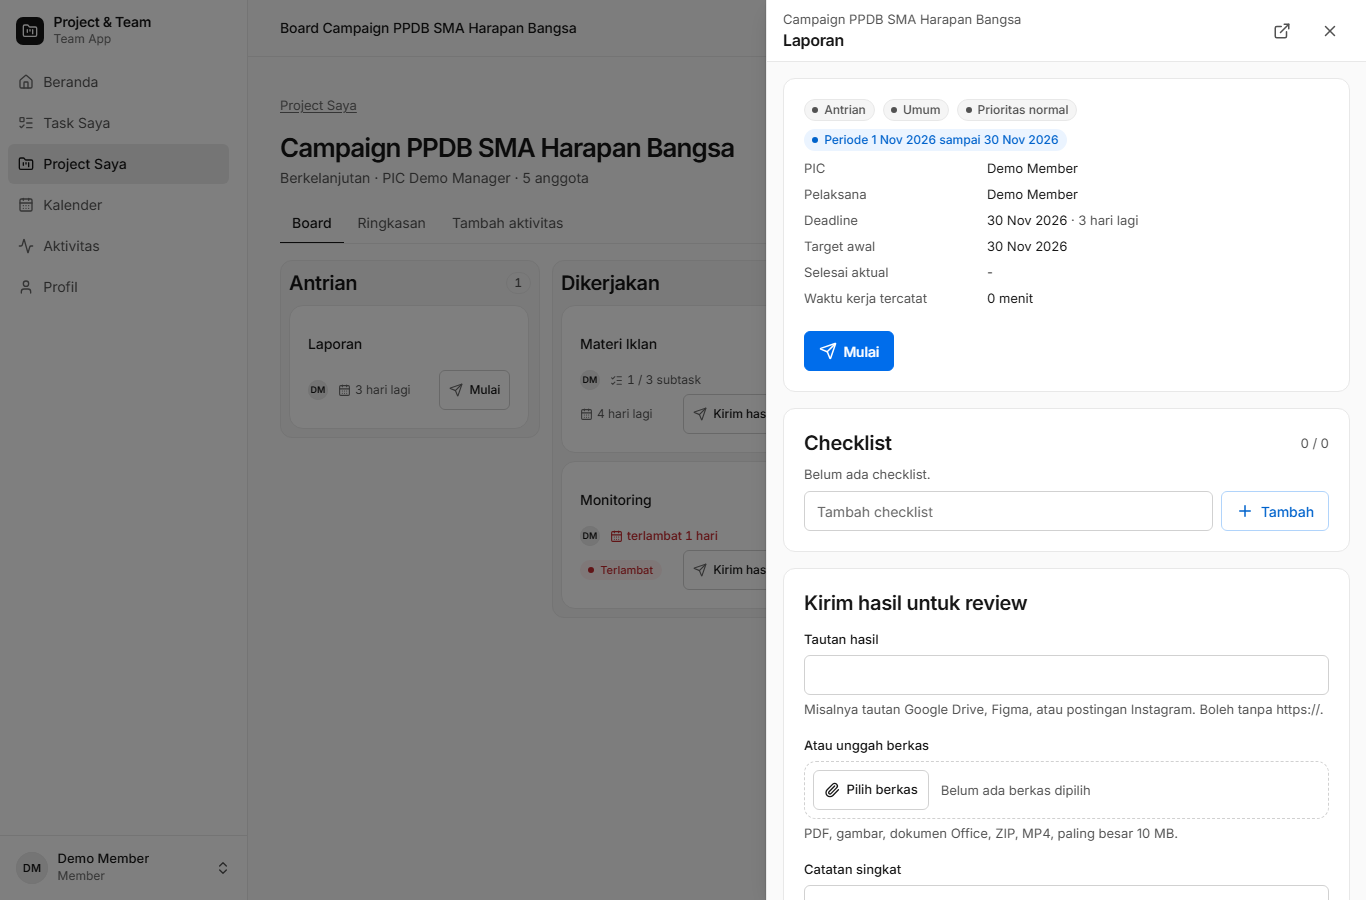 Project & Team
Team App
Beranda
Task Saya
Project Saya
Kalender
Aktivitas
Profil
DM
Demo Member
Member
Board Campaign PPDB SMA Harapan Bangsa
Project Saya
Campaign PPDB SMA Harapan Bangsa
Berkelanjutan · PIC Demo Manager · 5 anggota
Board
Ringkasan
Tambah aktivitas
Antrian
1
Laporan
DM
3 hari lagi
Mulai
Dikerjakan
Materi Iklan
DM
1 / 3 subtask
4 hari lagi
Kirim has
Monitoring
DM
terlambat 1 hari
Terlambat
Kirim has
Campaign PPDB SMA Harapan Bangsa
Laporan
Antrian
Umum
Prioritas normal
Periode 1 Nov 2026 sampai 30 Nov 2026
PIC Demo Member
Pelaksana Demo Member
Deadline 30 Nov 2026 · 3 hari lagi
Target awal 30 Nov 2026
Selesai aktual -
Waktu kerja tercatat 0 menit
Mulai
Checklist
0 / 0
Belum ada checklist.
Tambah checklist
Tambah
Kirim hasil untuk review
Tautan hasil
Misalnya tautan Google Drive, Figma, atau postingan Instagram. Boleh tanpa https://.
Atau unggah berkas
Pilih berkas
Belum ada berkas dipilih
PDF, gambar, dokumen Office, ZIP, MP4, paling besar 10 MB.
Catatan singkat